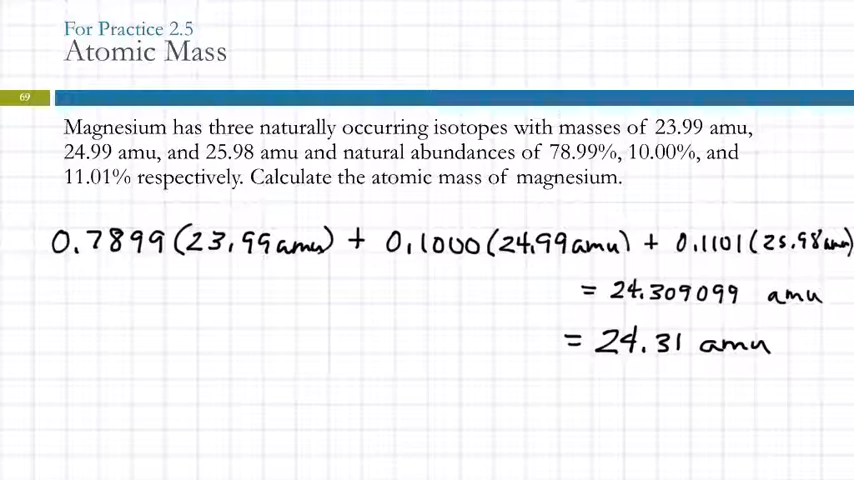 For Practice 2.5
Atomic Mass
69
Magnesium has three naturally occurring isotopes with masses of 23.99 amu,
24.99 amu, and 25.98 amu and natural abundances of 78.99%, 10.00%, and
11.01% respectively. Calculate the atomic mass of magnesium.
0.7899(23.99amu) + 0.1000(24.99amu) + 0.1101(25.98amu)
= 24.309099 amu
= 24.31 amu